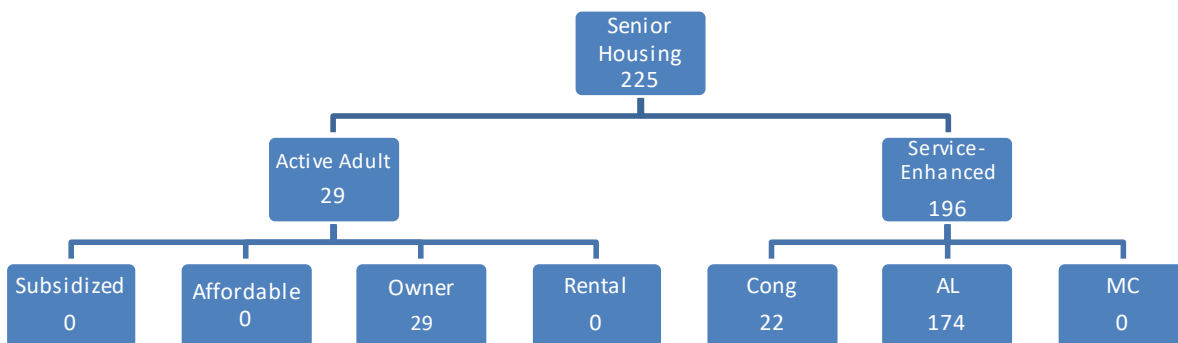 Senior
Housing
225
Active Adult
29
Service-
Enhanced
196
Subsidized
0
Affordable
0
Owner
29
Rental
0
Cong
22
AL
174
MC
0